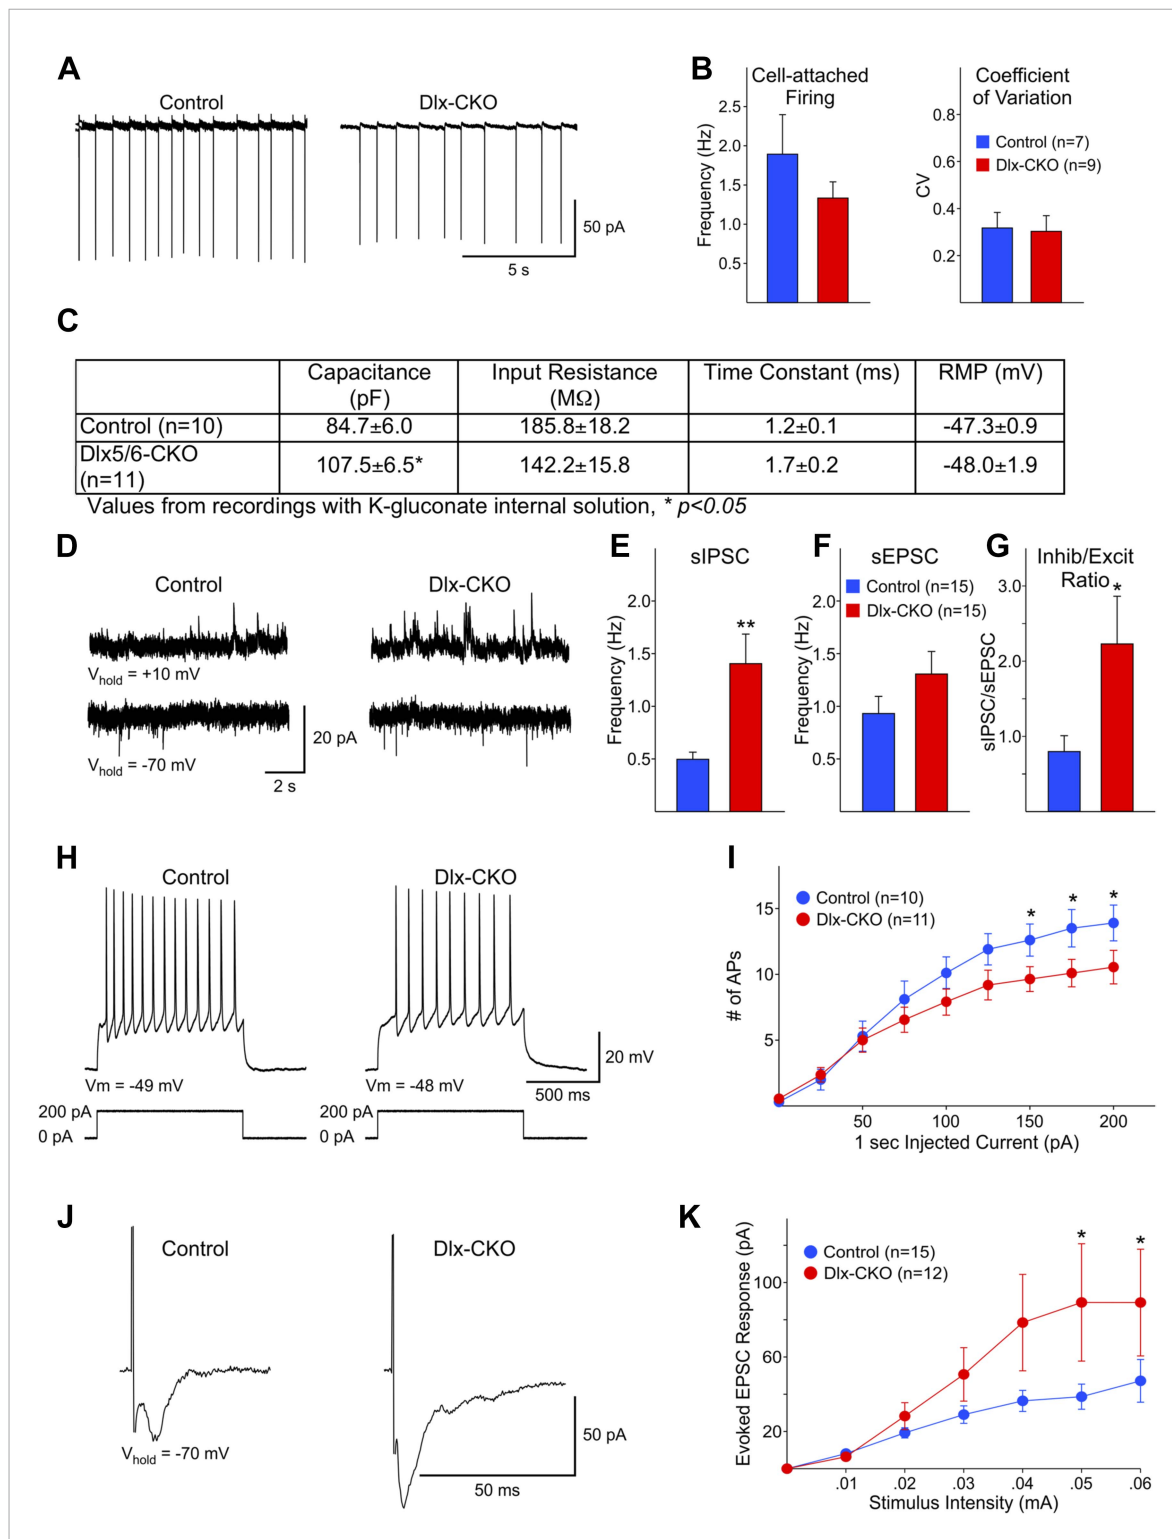 A
Control
Dlx-CKO
50 pA
5 s
B
Cell-attached
Firing
Frequency (Hz)
2.5
2.0
1.5
1.0
0.5
Coefficient
of Variation
CV
0.8
0.6
0.4
0.2
Control (n=7)
Dlx-CKO (n=9)
C
Capacitance (pF)
Input Resistance (MΩ)
Time Constant (ms)
RMP (mV)
Control (n=10) 84.7±6.0 185.8±18.2 1.2±0.1 -47.3±0.9
Dlx5/6-CKO (n=11) 107.5±6.5* 142.2±15.8 1.7±0.2 -48.0±1.9
Values from recordings with K-gluconate internal solution, * p<0.05
D
Control
Dlx-CKO
Vhold = +10 mV
Vhold = -70 mV
20 pA
2 s
E
sIPSC
Frequency (Hz)
2.0
1.5
1.0
0.5
**
F
sEPSC
Control (n=15)
Dlx-CKO (n=15)
Frequency (Hz)
2.0
1.5
1.0
0.5
G
Inhib/Excit
Ratio
*
sIPSC/sEPSC
3.0
2.0
1.0
H
Control
Dlx-CKO
Vm = -49 mV
Vm = -48 mV
20 mV
500 ms
200 pA
0 pA
200 pA
0 pA
I
Control (n=10)
Dlx-CKO (n=11)
# of APs
15
10
5
* * *
50 100 150 200
1 sec Injected Current (pA)
J
Control
Dlx-CKO
Vhold = -70 mV
50 pA
50 ms
K
Control (n=15)
Dlx-CKO (n=12)
Evoked EPSC Response (pA)
100
60
20
* *
.01 .02 .03 .04 .05 .06
Stimulus Intensity (mA)